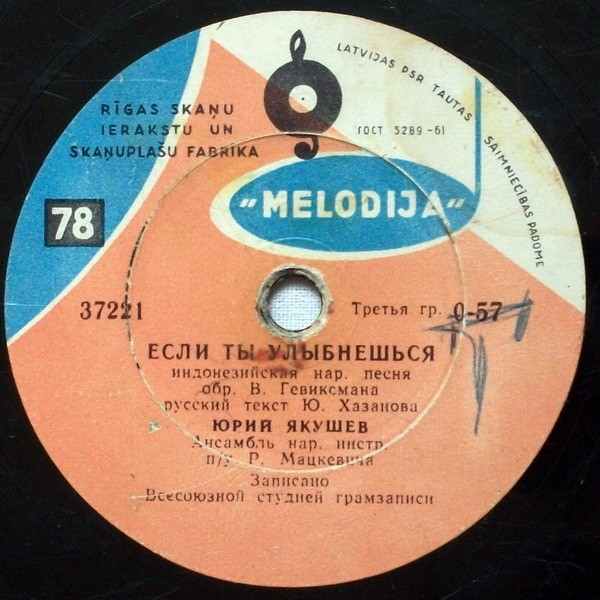 LATVIJAS PSR TAUTAS SAIMNIECĪBAS PADOME
RĪGAS SKAŅU
IERAKSTU UN
SKAŅUPLAŠU FABRIKA
ГОСТ 5289-61
"MELODIJA"
78
37221
Третья гр. 0-57
ЕСЛИ ТЫ УЛЫБНЕШЬСЯ
индонезийская нар. песня
обр. В. Гевиксмана
русский текст Ю. Хазанова
ЮРИЙ ЯКУШЕВ
Ансамбль нар. инстр.
п/у Р. Мацкевича
Записано
Всесоюзной студией грамзаписи